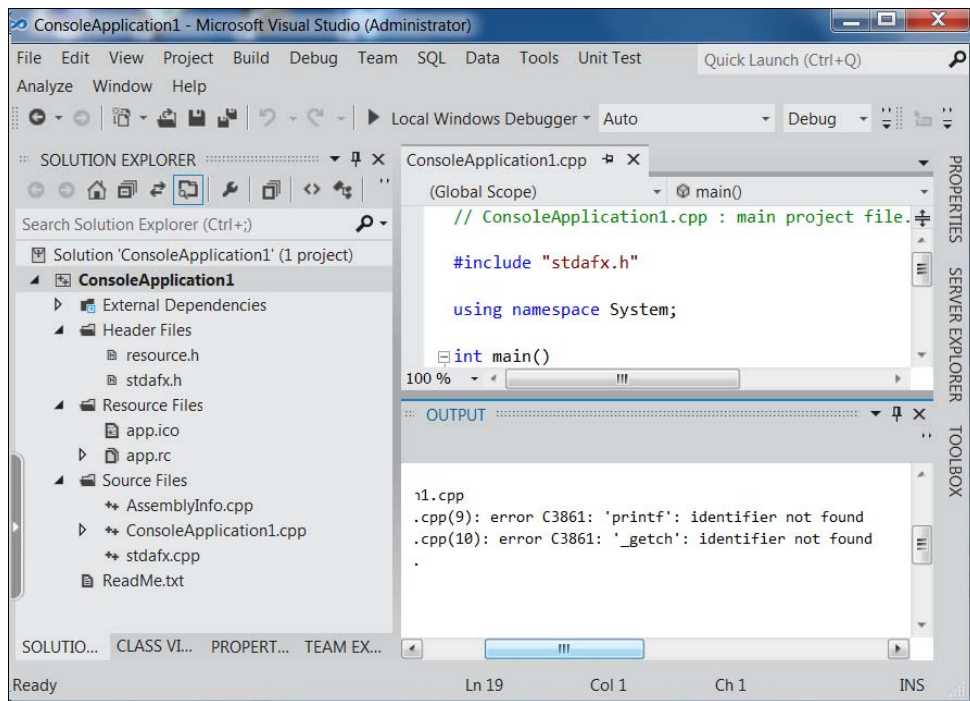 ConsoleApplication1 - Microsoft Visual Studio (Administrator)
File Edit View Project Build Debug Team SQL Data Tools Unit Test Quick Launch (Ctrl+Q)
Analyze Window Help
Local Windows Debugger Auto Debug
SOLUTION EXPLORER
Search Solution Explorer (Ctrl+;)
Solution 'ConsoleApplication1' (1 project)
ConsoleApplication1
External Dependencies
Header Files
resource.h
stdafx.h
Resource Files
app.ico
app.rc
Source Files
AssemblyInfo.cpp
ConsoleApplication1.cpp
stdafx.cpp
ReadMe.txt
SOLUTIO... CLASS VI... PROPERT... TEAM EX...
ConsoleApplication1.cpp
(Global Scope) main()
// ConsoleApplication1.cpp : main project file.
#include "stdafx.h"
using namespace System;
int main()
100 %
OUTPUT
1.cpp
.cpp(9): error C3861: 'printf': identifier not found
.cpp(10): error C3861: '_getch': identifier not found
.
PROPERTIES
SERVER EXPLORER
TOOLBOX
Ready Ln 19 Col 1 Ch 1 INS